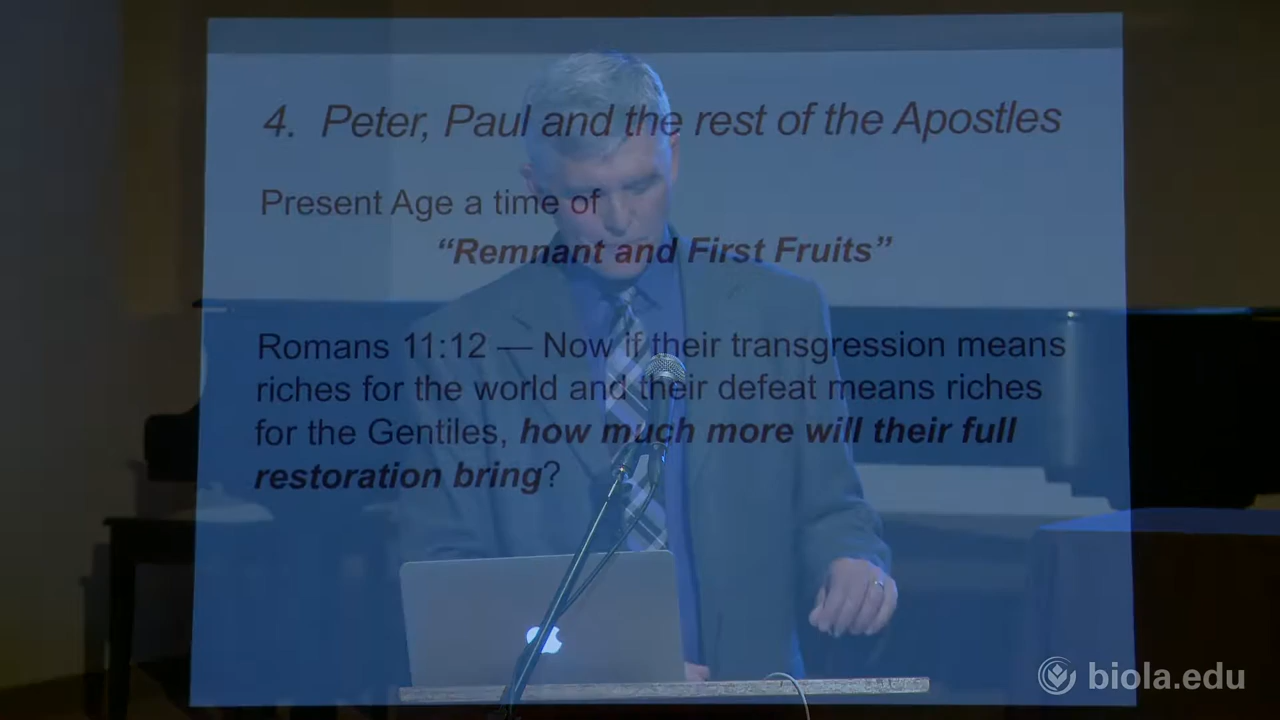 4. Peter, Paul and the rest of the Apostles
Present Age a time of
“Remnant and First Fruits”
Romans 11:12 — Now if their transgression means
riches for the world and their defeat means riches
for the Gentiles, how much more will their full
restoration bring?
biola.edu